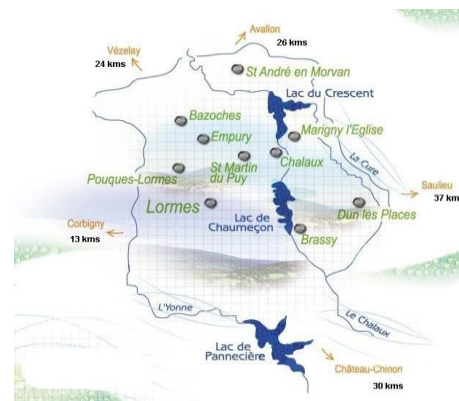 Avallon
26 kms
Vézelay
24 kms
St André en Morvan
Lac du Crescent
Bazoches
Empury
Marigny l'Eglise
La Cure
St Martin
du Puy
Chalaux
Pouques-Lormes
Saulieu
37 kms
Lormes
Lac de
Chaumeçon
Dun les Places
Corbigny
13 kms
Brassy
L'Yonne
Le Chalaux
Lac de
Pannecière
Château-Chinon
30 kms